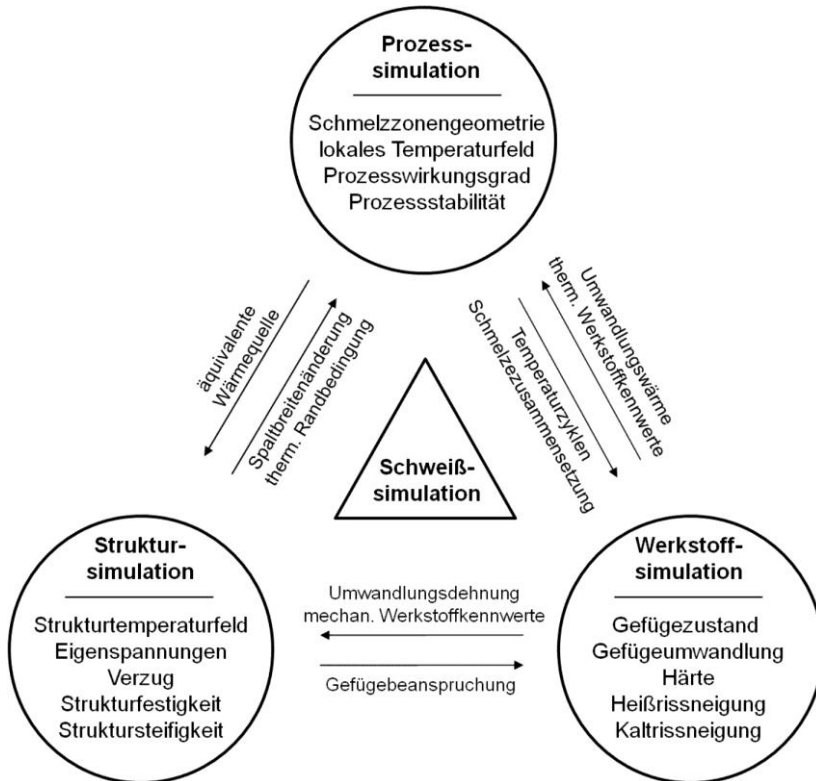 Prozess-
simulation
Schmelzzonengeometrie
lokales Temperaturfeld
Prozesswirkungsgrad
Prozessstabilität
äquivalente
Wärmequelle
Spaltbreitenänderung
therm. Randbedingung
Umwandlungswärme
therm. Werkstoffkennwerte
Temperaturzyklen
Schmelzezusammensetzung
Schweiß-
simulation
Struktur-
simulation
Strukturtemperaturfeld
Eigenspannungen
Verzug
Strukturfestigkeit
Struktursteifigkeit
Umwandlungsdehnung
mechan. Werkstoffkennwerte
Gefügebeanspruchung
Werkstoff-
simulation
Gefügezustand
Gefügeumwandlung
Härte
Heißrissneigung
Kaltrissneigung